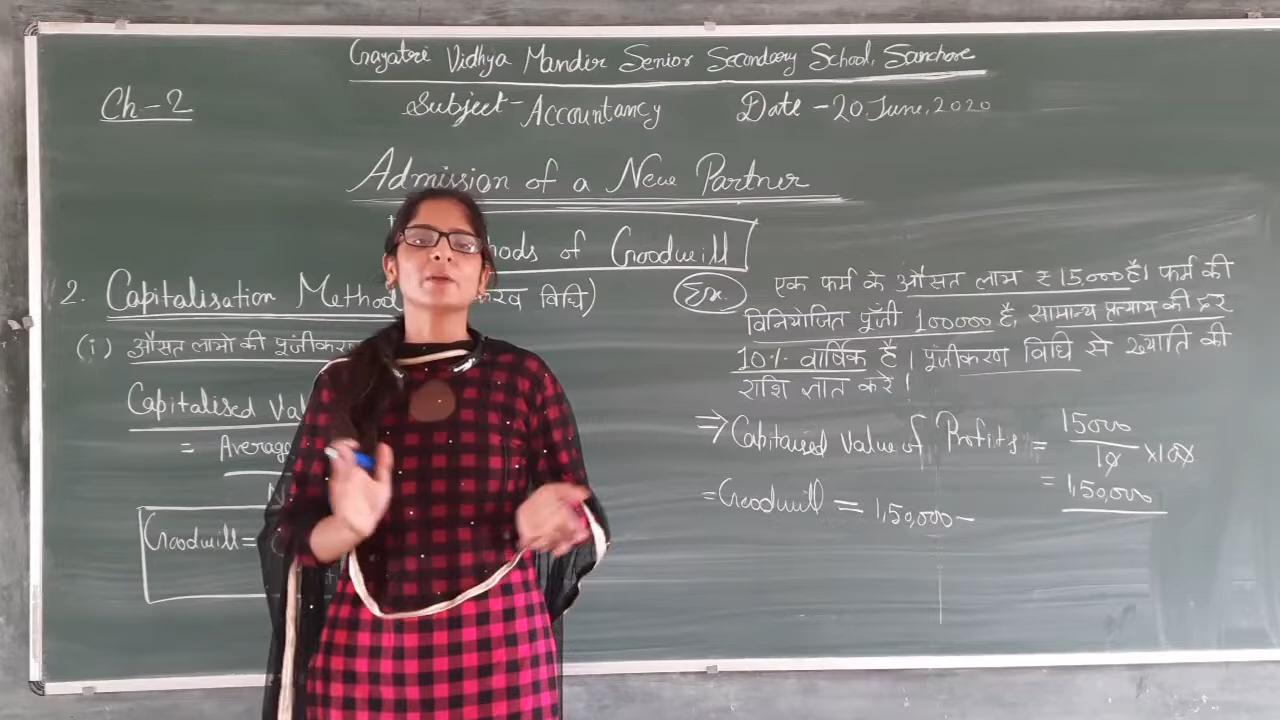 Gayatri Vidhya Mandir Senior Secondary School, Sanchore
Ch-2
Subject - Accountancy
Date - 20 June, 2020
Admission of a New Partner
hods of Goodwill
2. Capitalisation Method
करण विधि)
(i) औसत लाभो की पूंजीकरण
Capitalised Val
= Average
N
Goodwill =
Ex. एक फर्म के औसत लाभ ₹ 15,000 है। फर्म की
विनियोजित पूंजी 100000 है, सामान्य प्रत्याय की दर
10% वार्षिक है। पूंजीकरण विधि से ख्याति की
राशि ज्ञात करे।
⇒ Capitalised Value of Profits = 15000/10 × 100
= 1,50,000
= Goodwill = 1,50,000 -